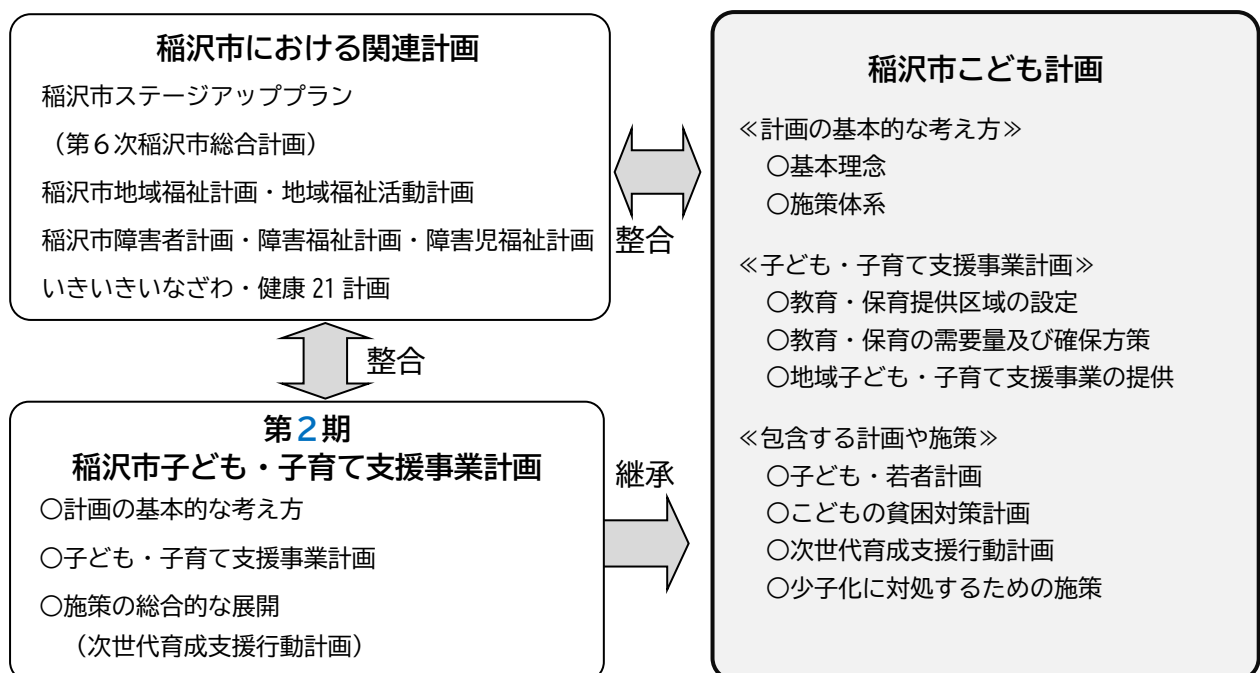 稲沢市における関連計画
稲沢市ステージアッププラン
（第６次稲沢市総合計画）
稲沢市地域福祉計画・地域福祉活動計画
稲沢市障害者計画・障害福祉計画・障害児福祉計画
いきいきいなざわ・健康 21 計画
整合
整合
第２期
稲沢市子ども・子育て支援事業計画
○計画の基本的な考え方
○子ども・子育て支援事業計画
○施策の総合的な展開
（次世代育成支援行動計画）
継承
稲沢市こども計画
≪計画の基本的な考え方≫
○基本理念
○施策体系
≪子ども・子育て支援事業計画≫
○教育・保育提供区域の設定
○教育・保育の需要量及び確保方策
○地域子ども・子育て支援事業の提供
≪包含する計画や施策≫
○子ども・若者計画
○こどもの貧困対策計画
○次世代育成支援行動計画
○少子化に対処するための施策